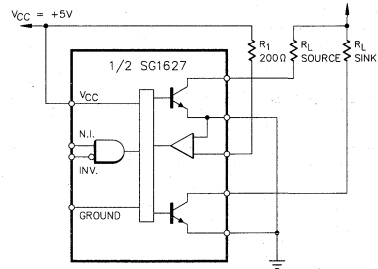 VCC = +5V
1/2 SG1627
R1
200Ω
RL
SOURCE
RL
SINK
VCC
N.I.
INV.
GROUND